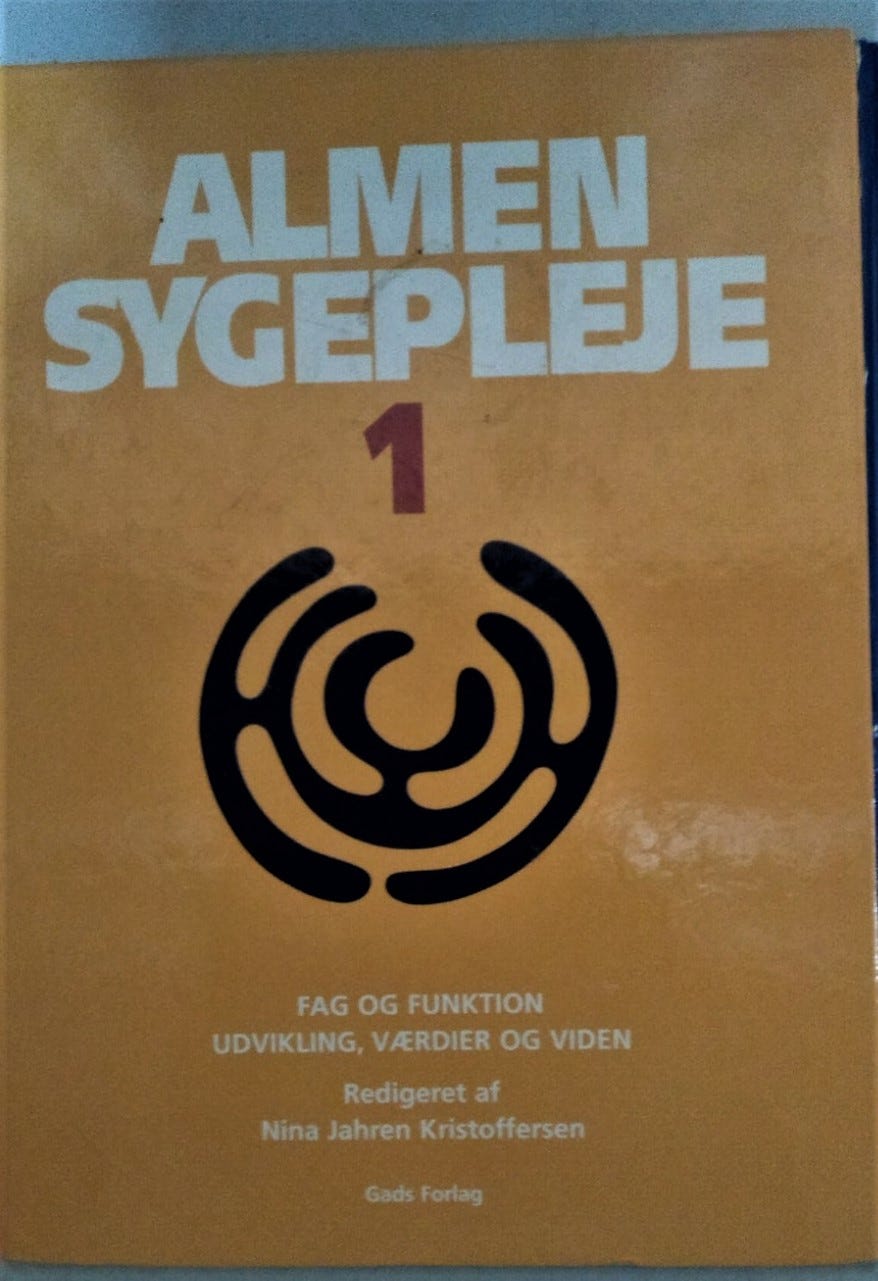 ALMEN
SYGEPLEJE
1
FAG OG FUNKTION
UDVIKLING, VÆRDIER OG VIDEN
Redigeret af
Nina Jahren Kristoffersen
Gads Forlag